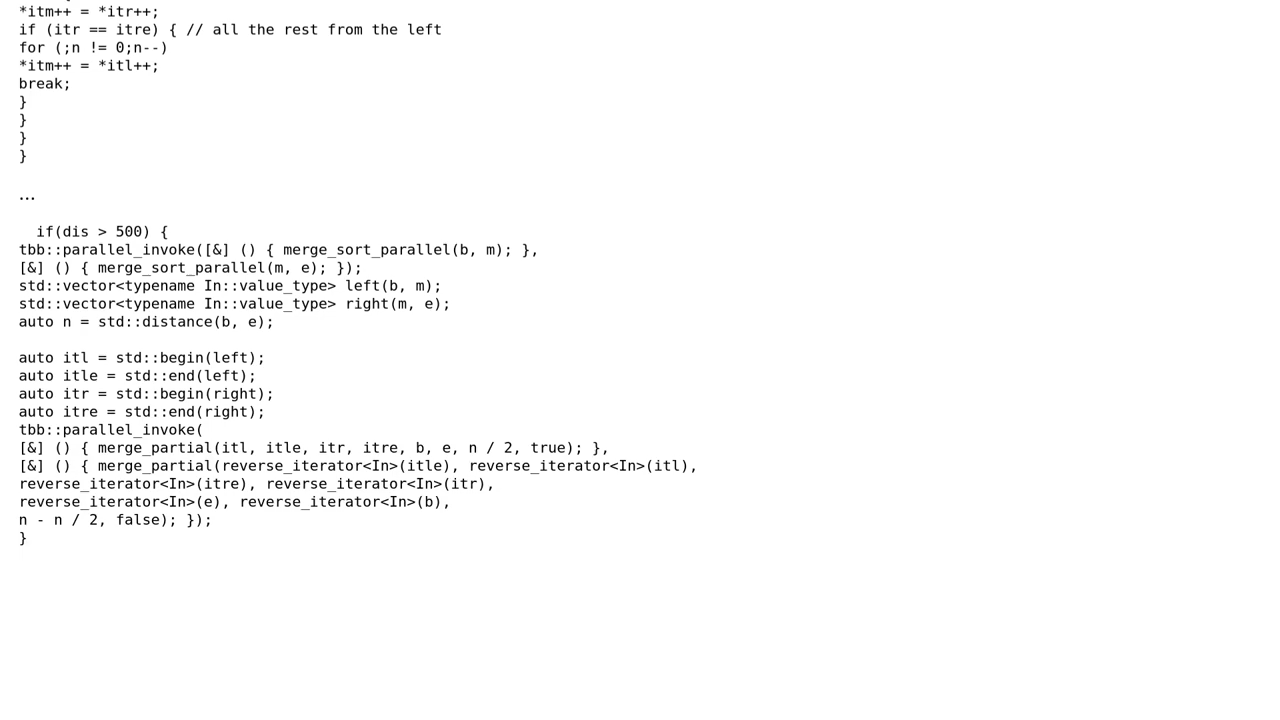 *itm++ = *itr++;
if (itr == itre) { // all the rest from the left
for (;n != 0;n--)
*itm++ = *itl++;
break;
}
}
}
}
...
if(dis > 500) {
tbb::parallel_invoke([&] () { merge_sort_parallel(b, m); },
[&] () { merge_sort_parallel(m, e); });
std::vector<typename In::value_type> left(b, m);
std::vector<typename In::value_type> right(m, e);
auto n = std::distance(b, e);
auto itl = std::begin(left);
auto itle = std::end(left);
auto itr = std::begin(right);
auto itre = std::end(right);
tbb::parallel_invoke(
[&] () { merge_partial(itl, itle, itr, itre, b, e, n / 2, true); },
[&] () { merge_partial(reverse_iterator<In>(itle), reverse_iterator<In>(itl),
reverse_iterator<In>(itre), reverse_iterator<In>(itr),
reverse_iterator<In>(e), reverse_iterator<In>(b),
n - n / 2, false); });
}